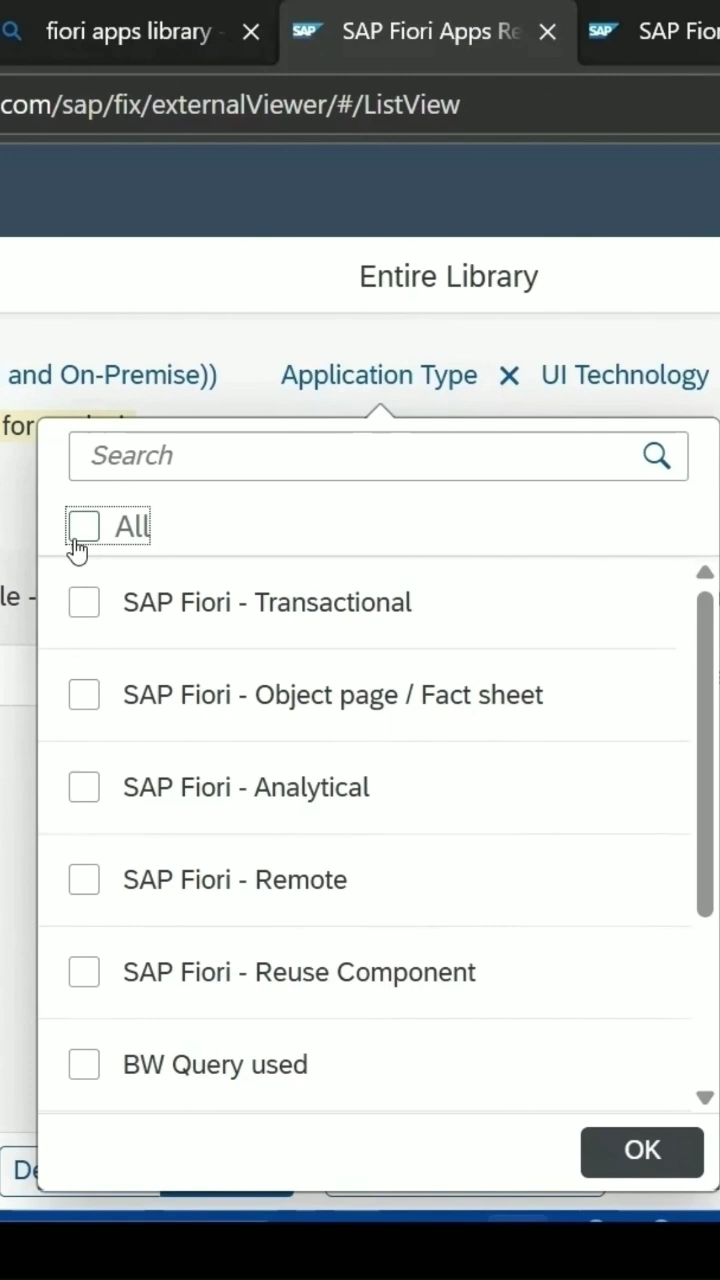 fiori apps library
SAP
SAP Fiori Apps Re
SAP
SAP Fior
com/sap/fix/externalViewer/#/ListView
Entire Library
and On-Premise))
Application Type
UI Technology
for
Search
All
le -
SAP Fiori - Transactional
SAP Fiori - Object page / Fact sheet
SAP Fiori - Analytical
SAP Fiori - Remote
SAP Fiori - Reuse Component
BW Query used
OK
De